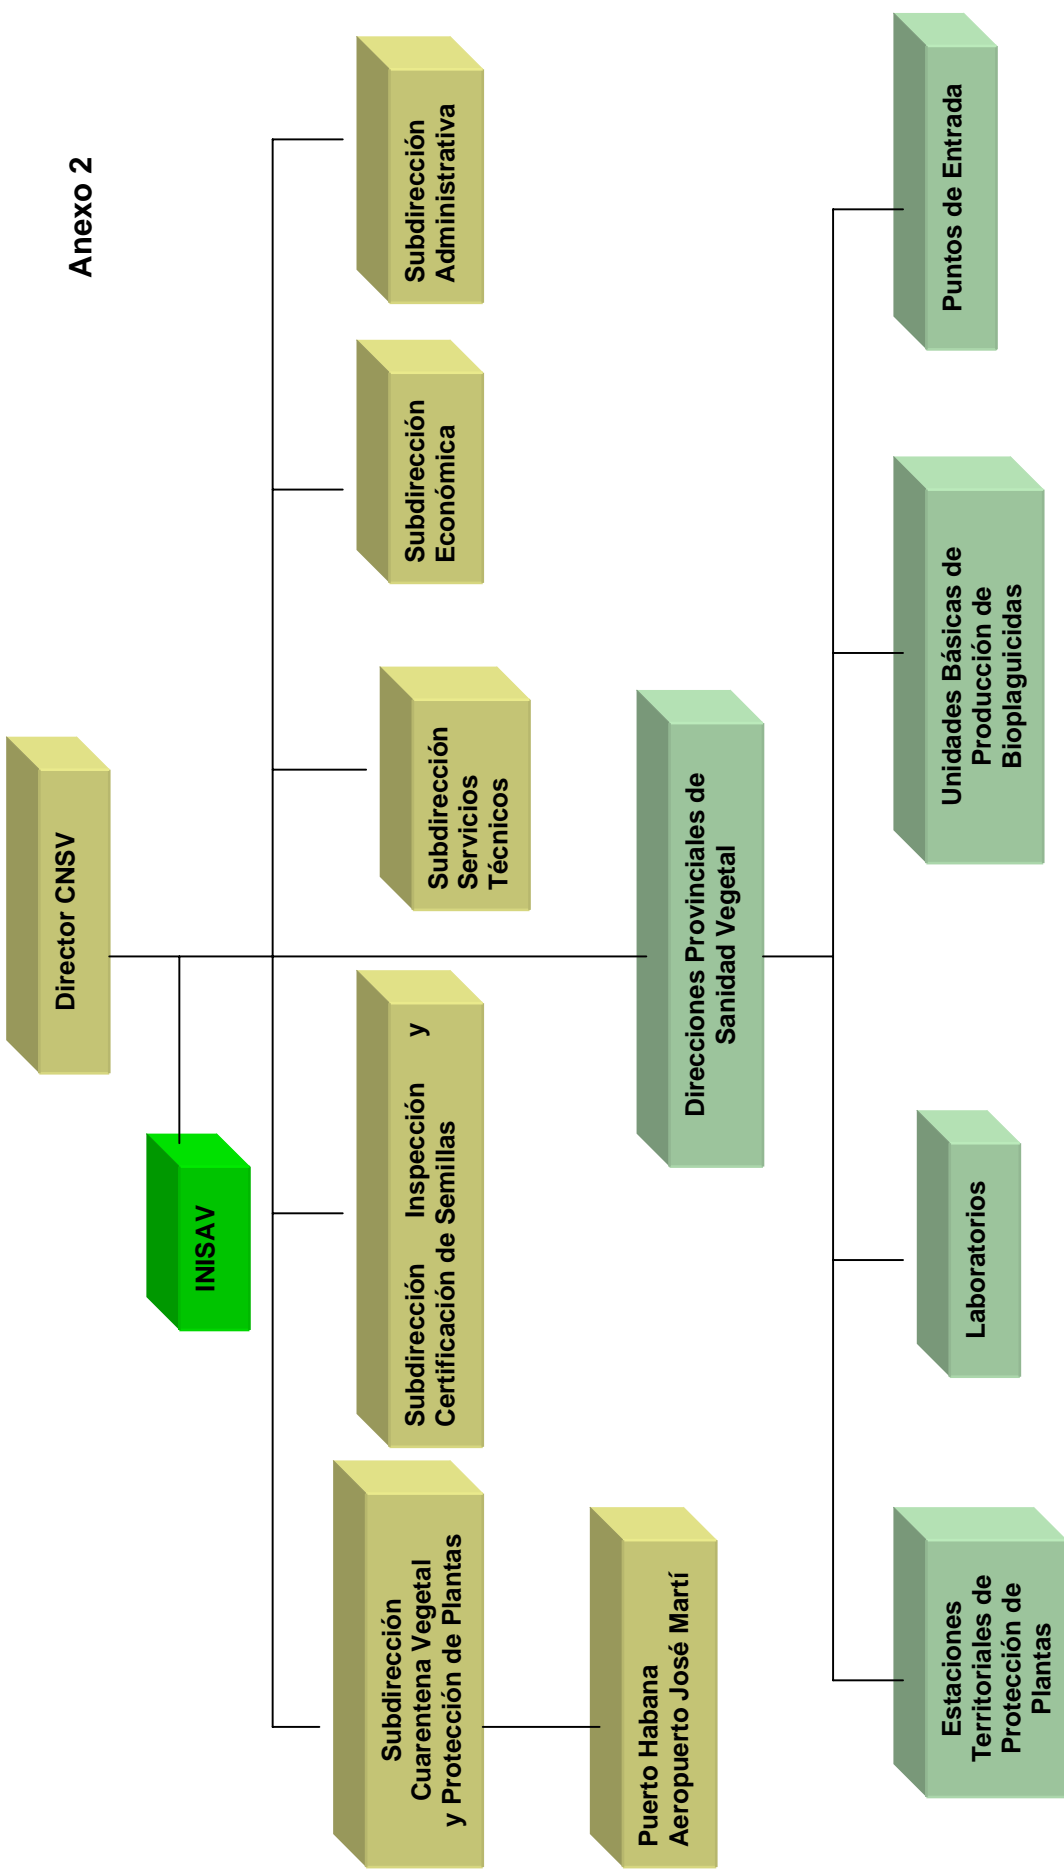 Anexo 2
Director CNSV
INISAV
Subdirección
Cuarentena Vegetal
y Protección de Plantas
Subdirección Inspección y
Certificación de Semillas
Subdirección
Servicios
Técnicos
Subdirección
Económica
Subdirección
Administrativa
Puerto Habana
Aeropuerto José Martí
Direcciones Provinciales de
Sanidad Vegetal
Estaciones
Territoriales de
Protección de
Plantas
Laboratorios
Unidades Básicas de
Producción de
Bioplaguicidas
Puntos de Entrada